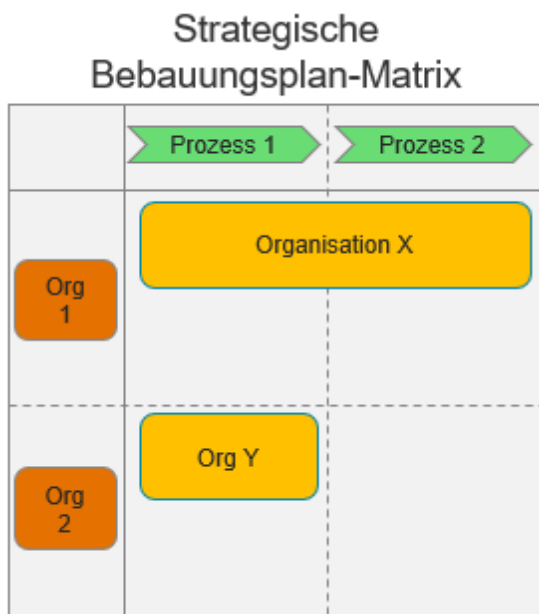 Strategische
Bebauungsplan-Matrix
Prozess 1
Prozess 2
Organisation X
Org
1
Org Y
Org
2